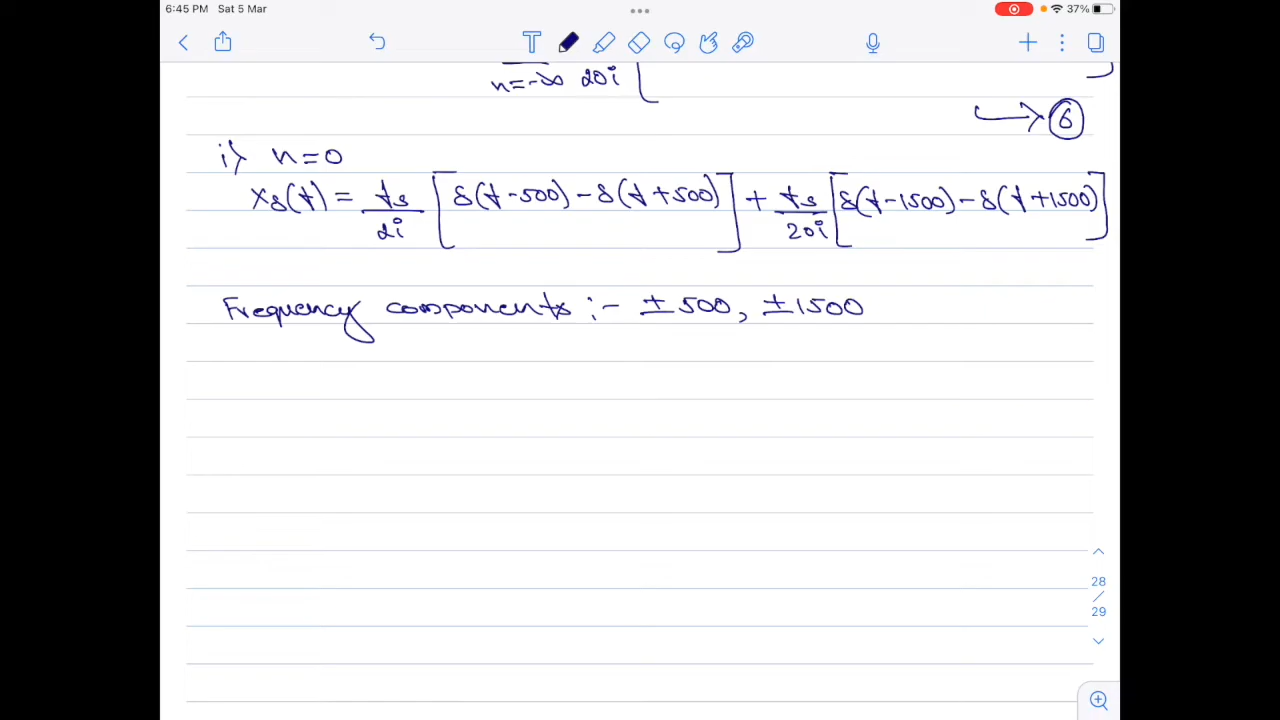 6:45 PM Sat 5 Mar
37%
n=-∞ 20i
→ 6
i) n=0
Xδ(f) = fs/2i [δ(f-500) - δ(f+500)] + fs/20i [δ(f-1500) - δ(f+1500)]
Frequency components :- ±500, ±1500
28
/
29